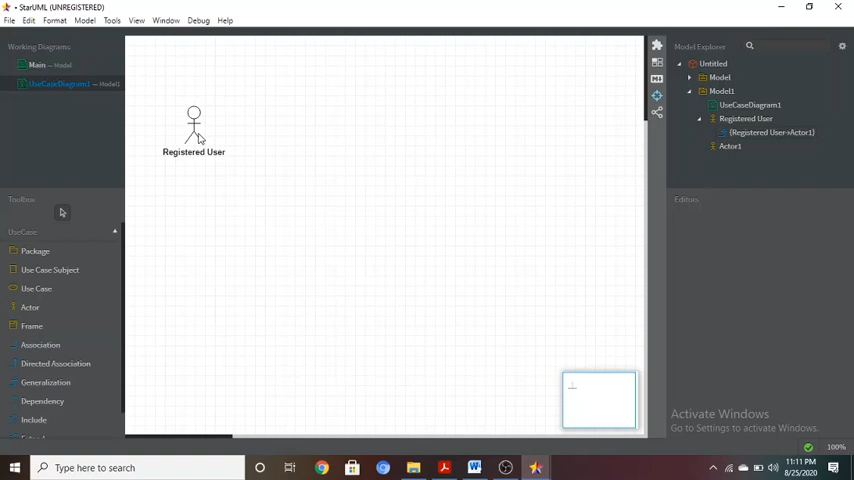 • StarUML (UNREGISTERED)
File Edit Format Model Tools View Window Debug Help
Working Diagrams
Main — Model
UseCaseDiagram1 — Model1
Toolbox
UseCase
Package
Use Case Subject
Use Case
Actor
Frame
Association
Directed Association
Generalization
Dependency
Include
Extend
Registered User
Model Explorer
Untitled
Model
Model1
UseCaseDiagram1
Registered User
(Registered User→Actor1)
Actor1
Editors
Activate Windows
Go to Settings to activate Windows.
100%
Type here to search
11:11 PM
8/25/2020